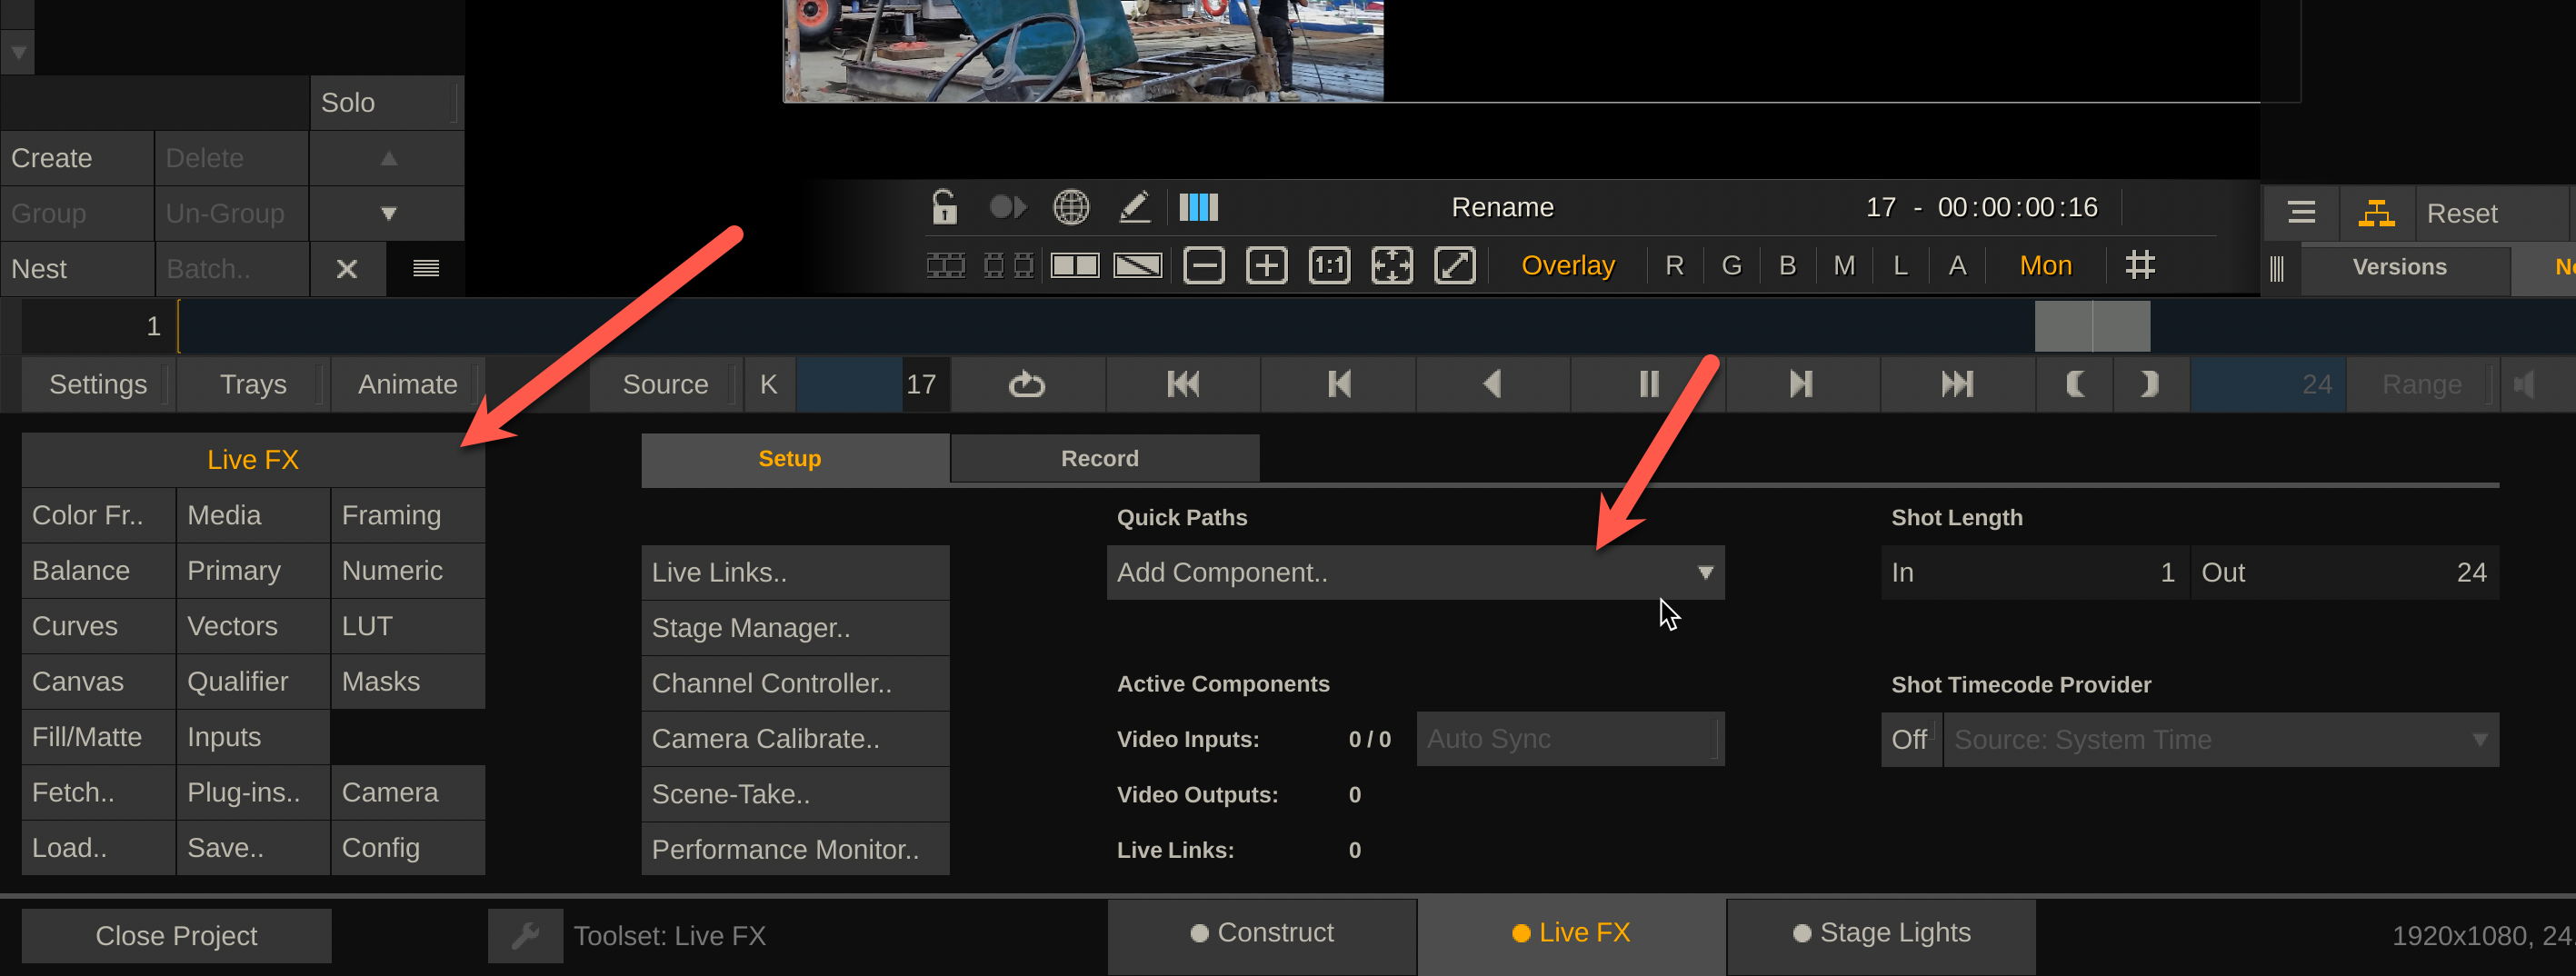 Solo
Create Delete
Group Un-Group
Nest Batch..
Rename 17 - 00:00:00:16
1:1 Overlay R G B M L A Mon
Reset
Versions
1
Settings Trays Animate Source K 17 24 Range
Live FX
Color Fr.. Media Framing
Balance Primary Numeric
Curves Vectors LUT
Canvas Qualifier Masks
Fill/Matte Inputs
Fetch.. Plug-ins.. Camera
Load.. Save.. Config
Setup Record
Live Links..
Stage Manager..
Channel Controller..
Camera Calibrate..
Scene-Take..
Performance Monitor..
Quick Paths
Add Component..
Active Components
Video Inputs: 0 / 0 Auto Sync
Video Outputs: 0
Live Links: 0
Shot Length
In 1 Out 24
Shot Timecode Provider
Off Source: System Time
Close Project Toolset: Live FX Construct Live FX Stage Lights 1920x1080, 24.